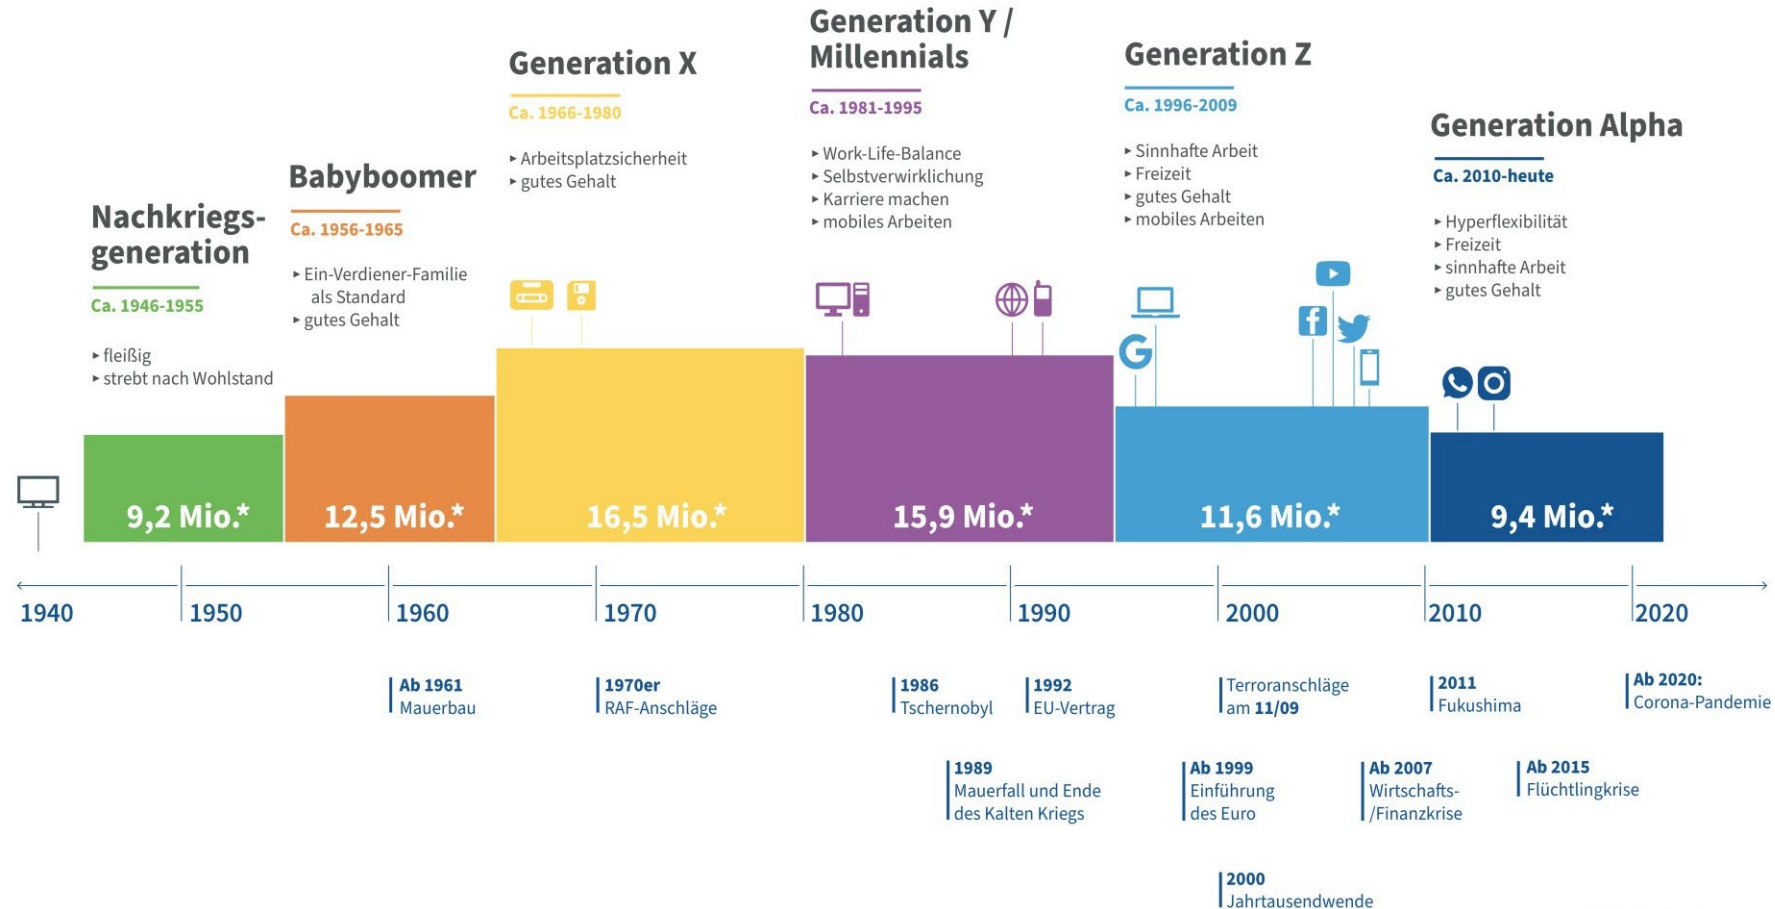 Nachkriegs-
generation
Ca. 1946-1955
▸ fleißig
▸ strebt nach Wohlstand
9,2 Mio.*
Babyboomer
Ca. 1956-1965
▸ Ein-Verdiener-Familie
als Standard
▸ gutes Gehalt
12,5 Mio.*
Generation X
Ca. 1966-1980
▸ Arbeitsplatzsicherheit
▸ gutes Gehalt
16,5 Mio.*
Generation Y /
Millennials
Ca. 1981-1995
▸ Work-Life-Balance
▸ Selbstverwirklichung
▸ Karriere machen
▸ mobiles Arbeiten
15,9 Mio.*
Generation Z
Ca. 1996-2009
▸ Sinnhafte Arbeit
▸ Freizeit
▸ gutes Gehalt
▸ mobiles Arbeiten
11,6 Mio.*
Generation Alpha
Ca. 2010-heute
▸ Hyperflexibilität
▸ Freizeit
▸ sinnhafte Arbeit
▸ gutes Gehalt
9,4 Mio.*
1940
1950
1960
1970
1980
1990
2000
2010
2020
Ab 1961
Mauerbau
1970er
RAF-Anschläge
1986
Tschernobyl
1992
EU-Vertrag
Terroranschläge
am 11/09
2011
Fukushima
Ab 2020:
Corona-Pandemie
1989
Mauerfall und Ende
des Kalten Kriegs
Ab 1999
Einführung
des Euro
Ab 2007
Wirtschafts-
/Finanzkrise
Ab 2015
Flüchtlingkrise
2000
Jahrtausendwende